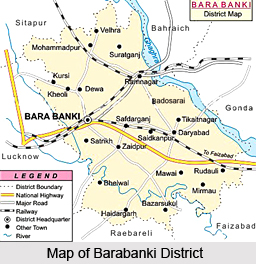 BARA BANKI
District Map
Sitapur
Bahraich
Velhra
Mohammadpur
Suratganj
Ramnagar
Kursi
Dewa
Kheoli
Badosarai
Gonda
BARA BANKI
Safdarganj
Tikaitnagar
Saidkanpur
Daryabad
Lucknow
Satrikh
Zaidpur
To Faizabad
LEGEND
District Boundary
National Highway
Major Road
Railway
District Headquarter
Other Town
River
Mawai
Rudauli
Bhaiwal
Mirmau
Bazarsukul
Haidargarh
Raebareli
Faizabad
Map of Barabanki District